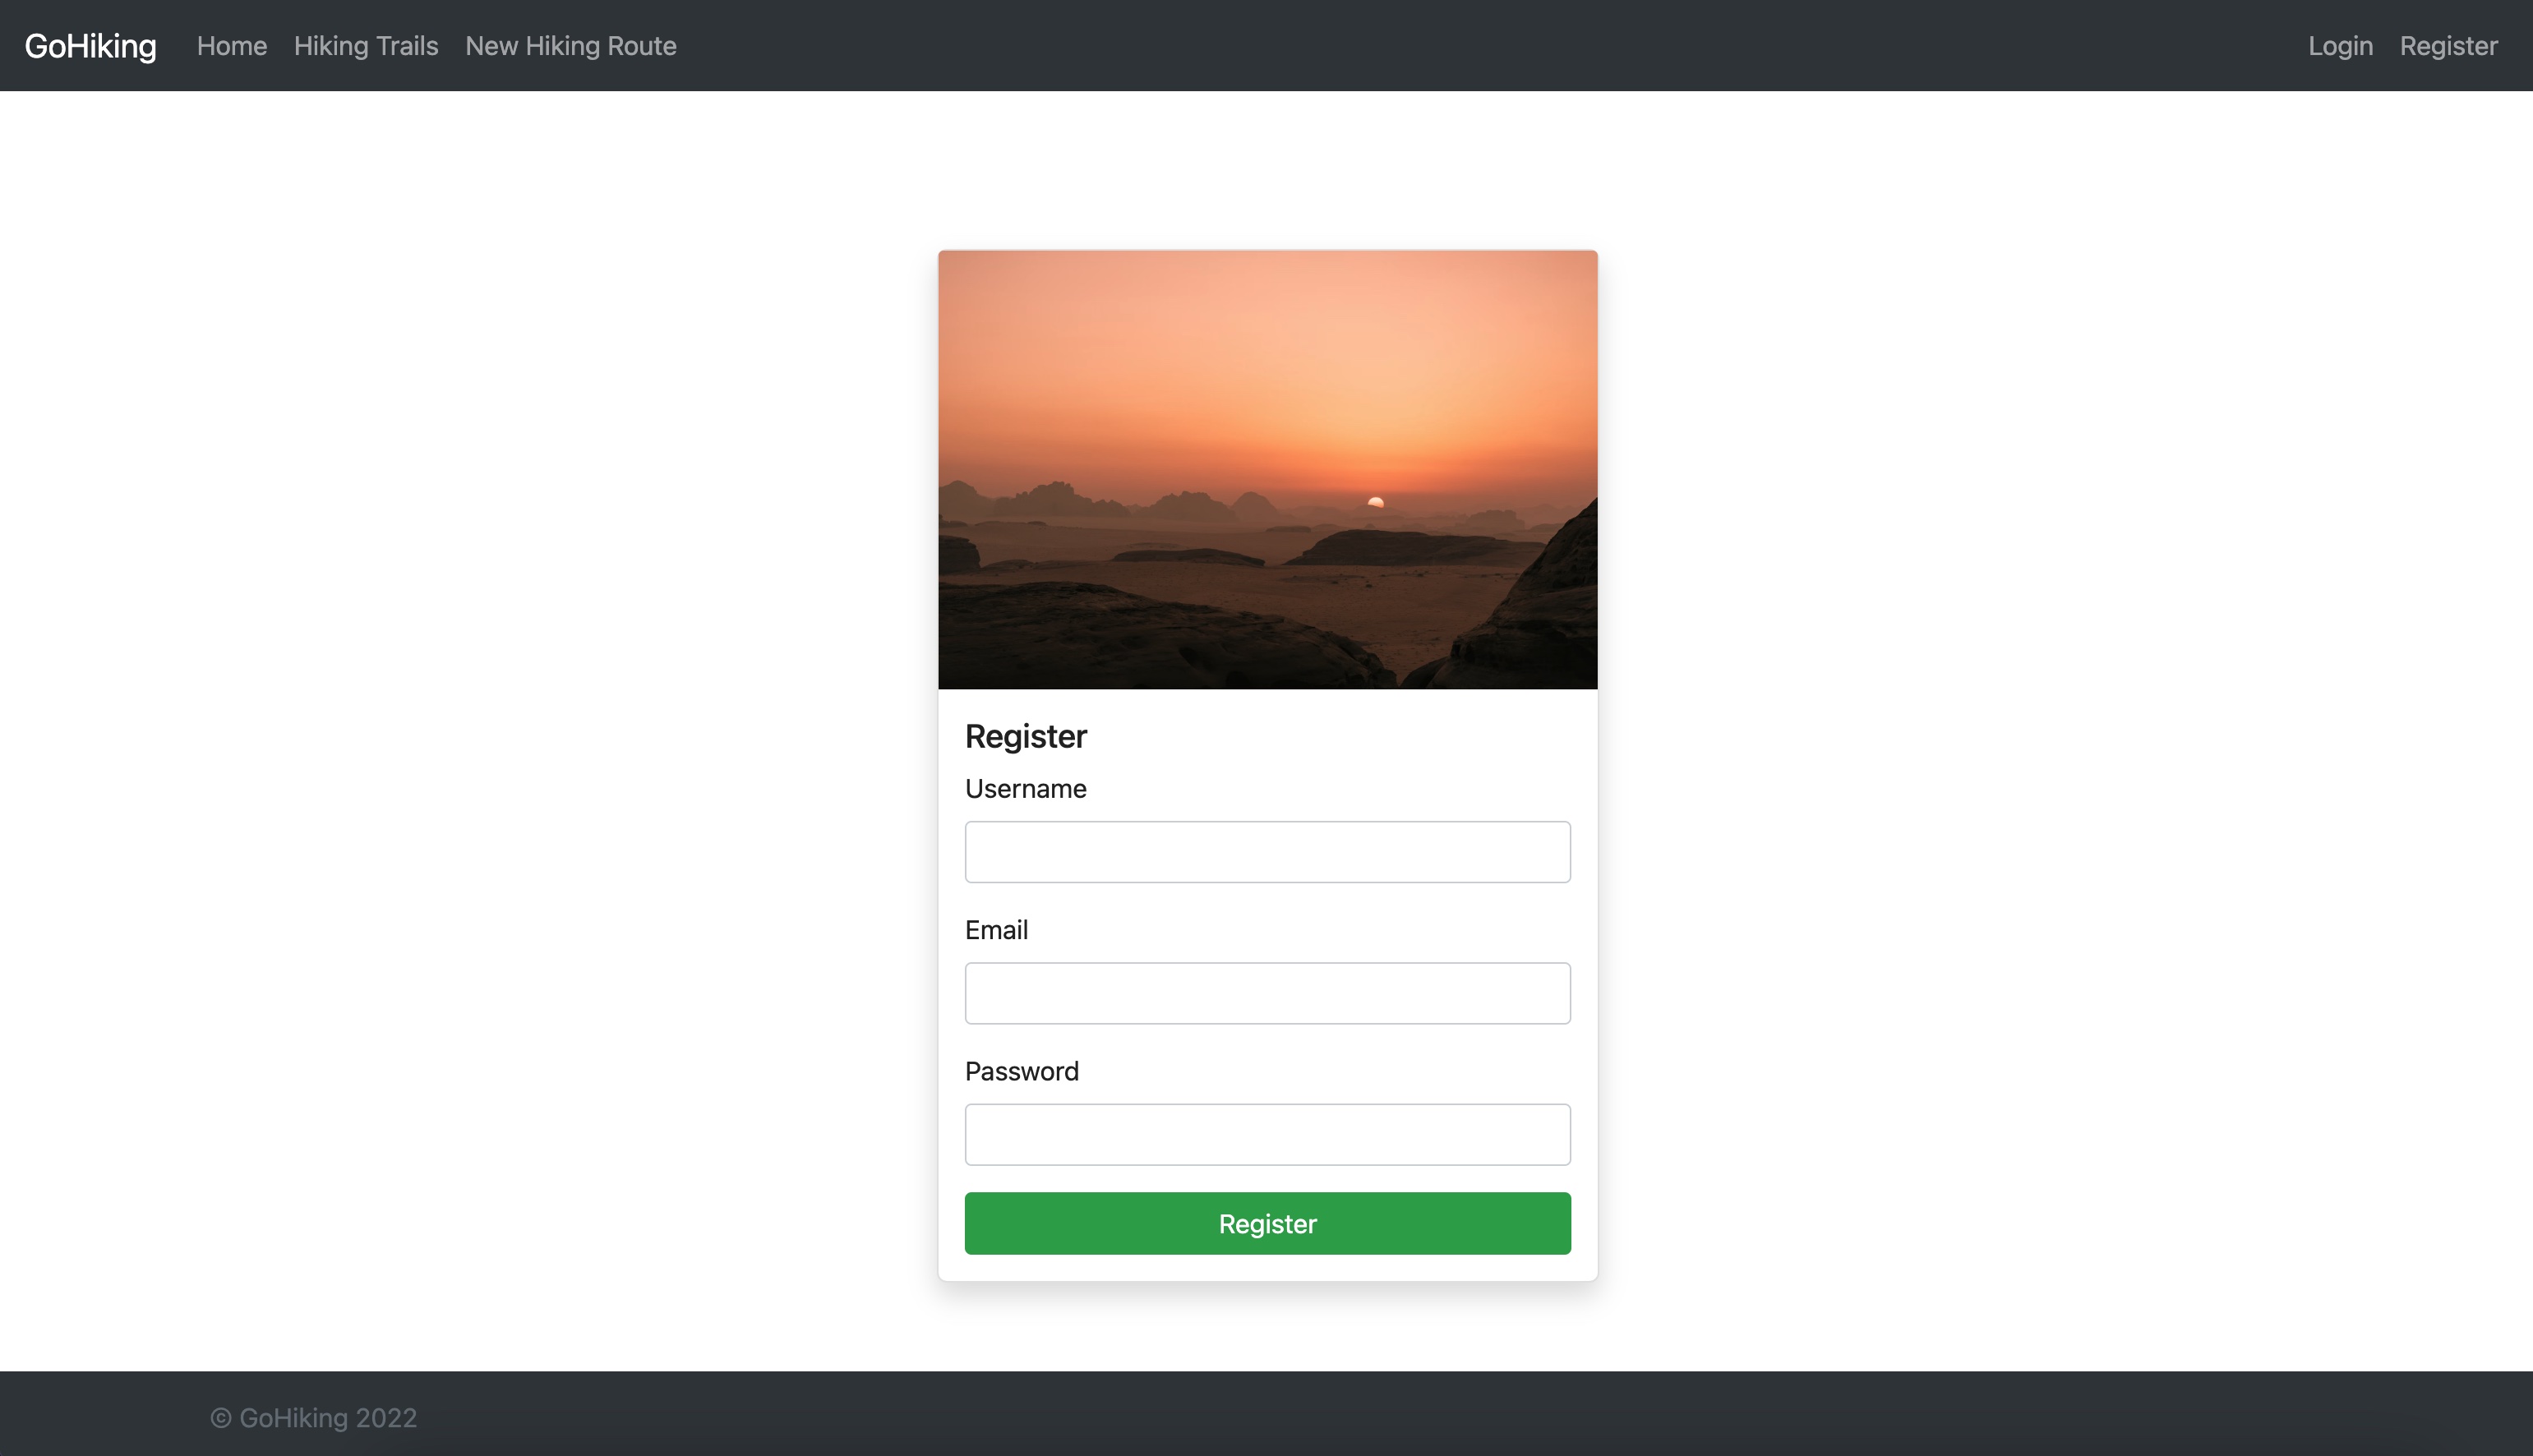 GoHiking Home Hiking Trails New Hiking Route Login Register
Register
Username
Email
Password
Register
© GoHiking 2022